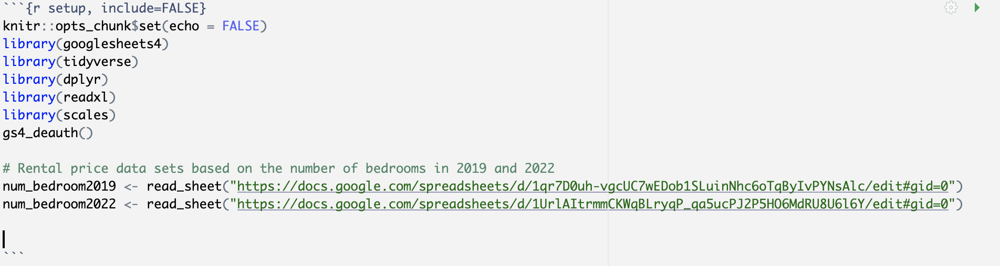 ```{r setup, include=FALSE}
knitr::opts_chunk$set(echo = FALSE)
library(googlesheets4)
library(tidyverse)
library(dplyr)
library(readxl)
library(scales)
gs4_deauth()
# Rental price data sets based on the number of bedrooms in 2019 and 2022
num_bedroom2019 <- read_sheet("https://docs.google.com/spreadsheets/d/1qr7D0uh-vgcUC7wEDob1SLuinNhc6oTqByIvPYNsAlc/edit#gid=0")
num_bedroom2022 <- read_sheet("https://docs.google.com/spreadsheets/d/1UrlAItrmmCKWqBLryqP_qa5ucPJ2P5HO6MdRU8U6l6Y/edit#gid=0")
```